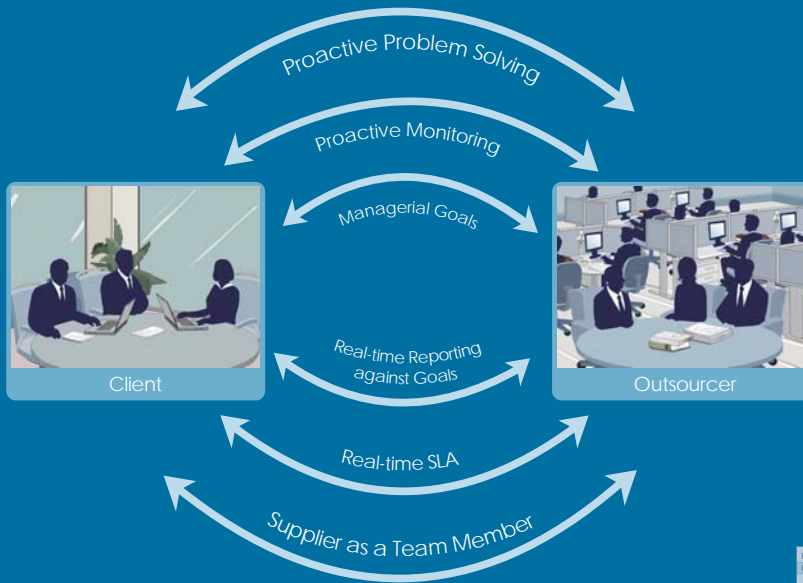 Proactive Problem Solving
Proactive Monitoring
Managerial Goals
Client
Outsourcer
Real-time Reporting
against Goals
Real-time SLA
Supplier as a Team Member